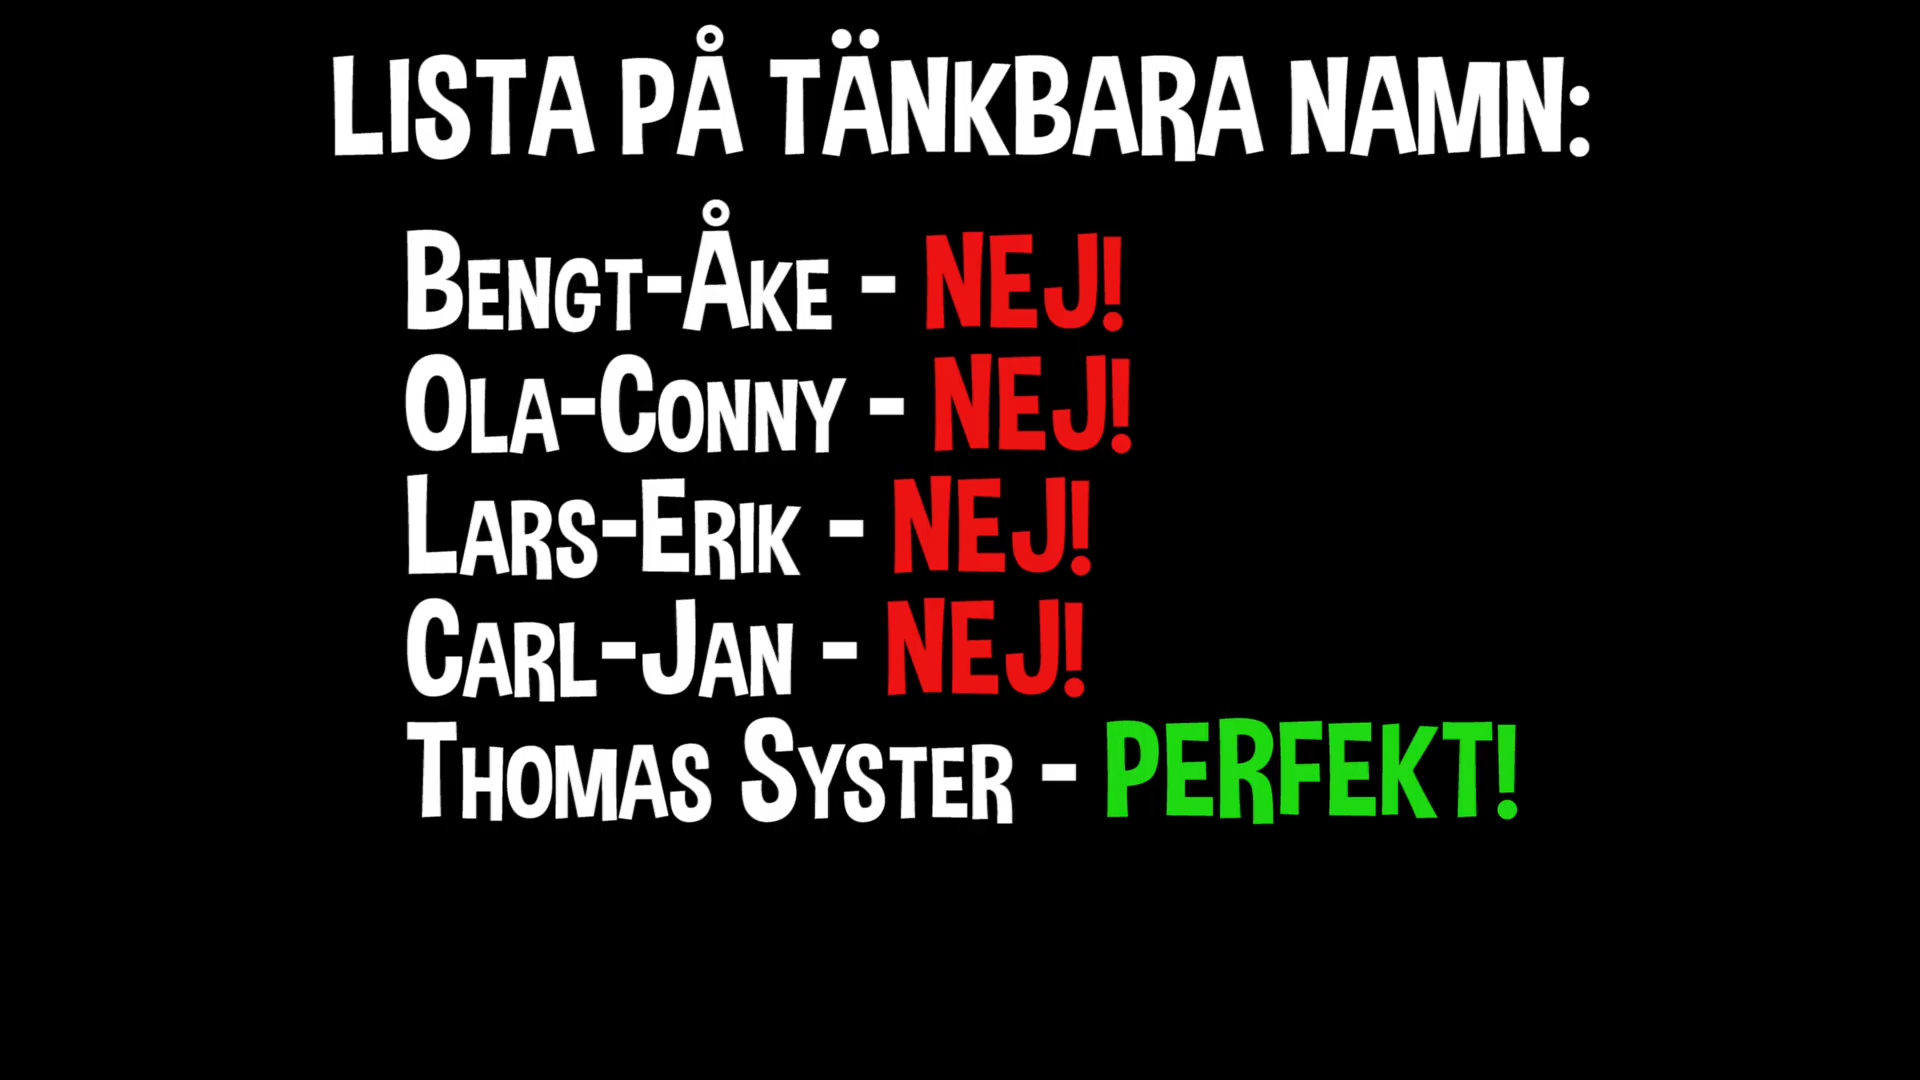 LISTA PÅ TÄNKBARA NAMN:
Bengt-Åke - NEJ!
Ola-Conny - NEJ!
Lars-Erik - NEJ!
Carl-Jan - NEJ!
Thomas Syster - PERFEKT!